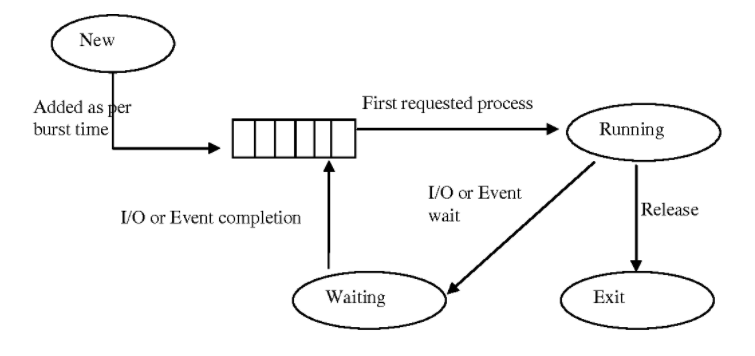 New
Added as per
burst time
First requested process
Running
I/O or Event completion
I/O or Event
wait
Release
Waiting
Exit